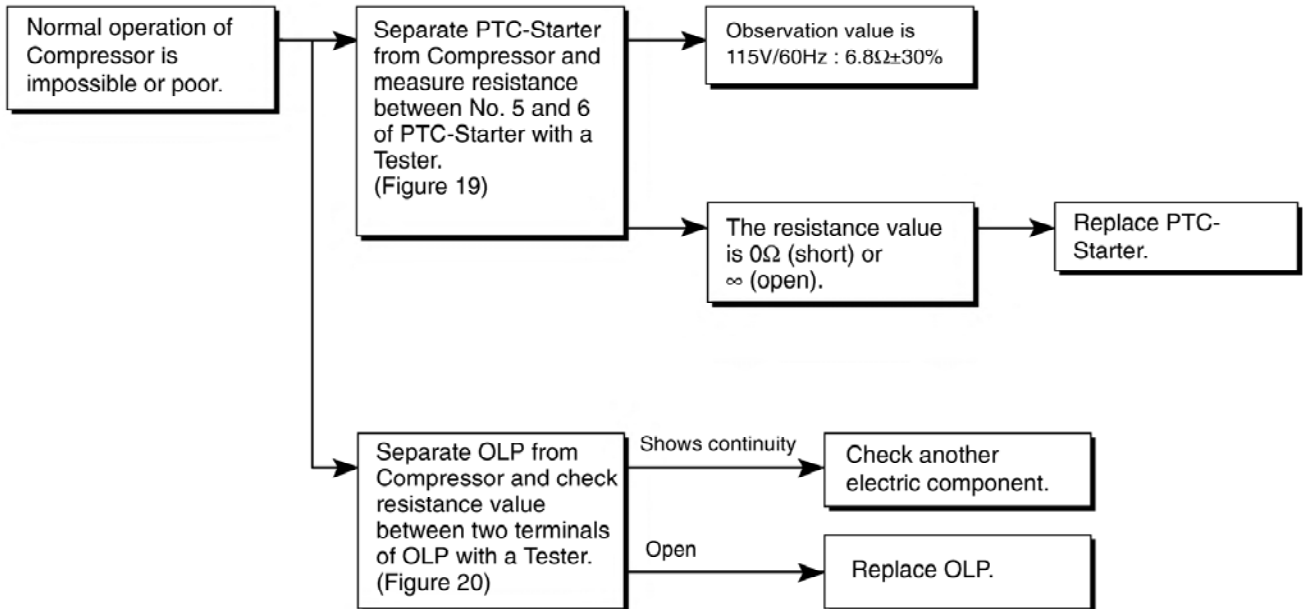 Normal operation of
Compressor is
impossible or poor.
Separate PTC-Starter
from Compressor and
measure resistance
between No. 5 and 6
of PTC-Starter with a
Tester.
(Figure 19)
Observation value is
115V/60Hz : 6.8Ω±30%
The resistance value
is 0Ω (short) or
∞ (open).
Replace PTC-
Starter.
Separate OLP from
Compressor and check
resistance value
between two terminals
of OLP with a Tester.
(Figure 20)
Shows continuity
Check another
electric component.
Open
Replace OLP.